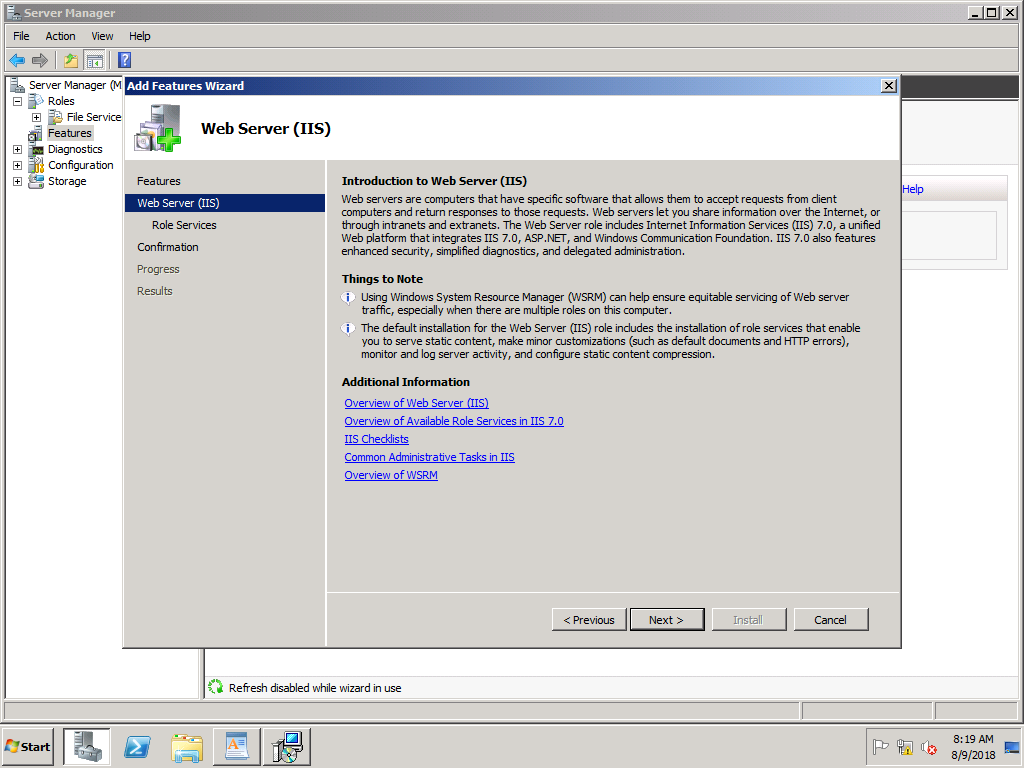 Server Manager
File Action View Help
Server Manager (M
Roles
File Service
Features
Diagnostics
Configuration
Storage
Add Features Wizard
Web Server (IIS)
Features
Web Server (IIS)
Role Services
Confirmation
Progress
Results
Introduction to Web Server (IIS)
Web servers are computers that have specific software that allows them to accept requests from client
computers and return responses to those requests. Web servers let you share information over the Internet, or
through intranets and extranets. The Web Server role includes Internet Information Services (IIS) 7.0, a unified
Web platform that integrates IIS 7.0, ASP.NET, and Windows Communication Foundation. IIS 7.0 also features
enhanced security, simplified diagnostics, and delegated administration.
Things to Note
Using Windows System Resource Manager (WSRM) can help ensure equitable servicing of Web server
traffic, especially when there are multiple roles on this computer.
The default installation for the Web Server (IIS) role includes the installation of role services that enable
you to serve static content, make minor customizations (such as default documents and HTTP errors),
monitor and log server activity, and configure static content compression.
Additional Information
Overview of Web Server (IIS)
Overview of Available Role Services in IIS 7.0
IIS Checklists
Common Administrative Tasks in IIS
Overview of WSRM
< Previous Next > Install Cancel
Help
Refresh disabled while wizard in use
Start
8:19 AM
8/9/2018